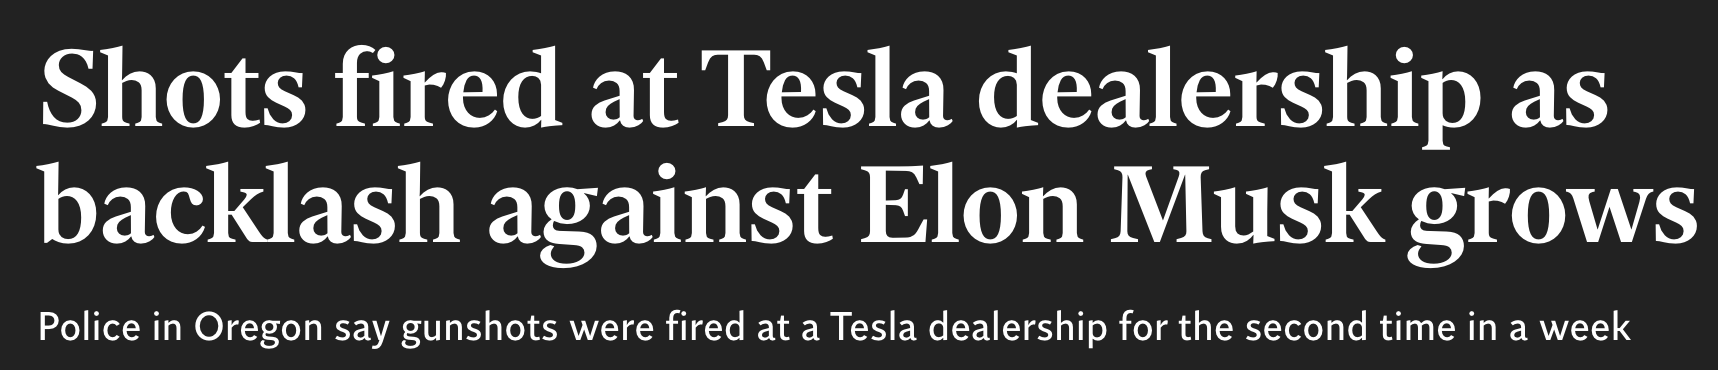 Shots fired at Tesla dealership as
backlash against Elon Musk grows
Police in Oregon say gunshots were fired at a Tesla dealership for the second time in a week